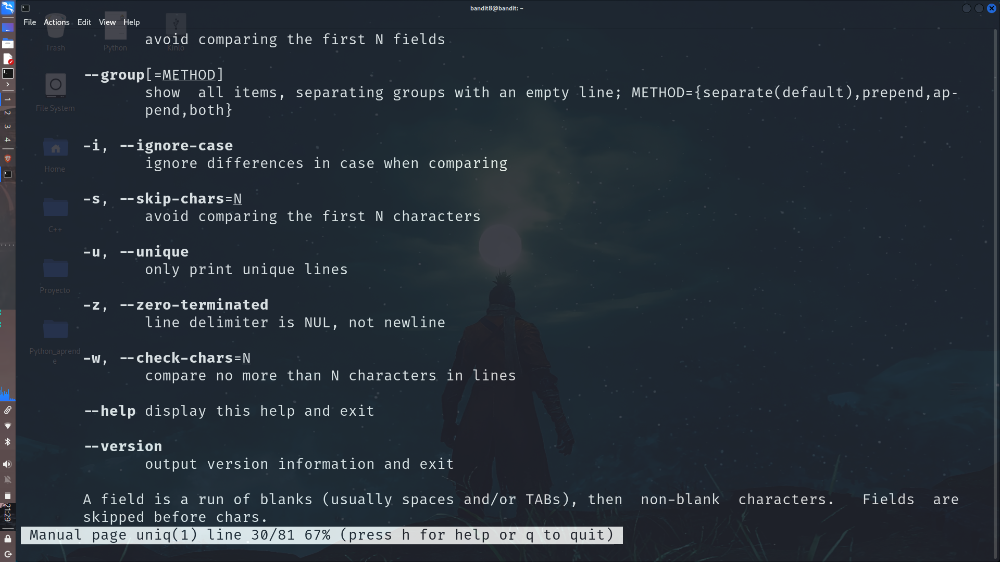 bandit8@bandit: ~
File Actions Edit View Help
Trash
Python
Kinlo
File System
Home
C++
Proyecto
Python_aprend
e
1
2
3
4
21:29
avoid comparing the first N fields
--group[=METHOD]
show  all items, separating groups with an empty line; METHOD={separate(default),prepend,ap-
pend,both}
-i, --ignore-case
ignore differences in case when comparing
-s, --skip-chars=N
avoid comparing the first N characters
-u, --unique
only print unique lines
-z, --zero-terminated
line delimiter is NUL, not newline
-w, --check-chars=N
compare no more than N characters in lines
--help display this help and exit
--version
output version information and exit
A field is a run of blanks (usually spaces and/or TABs), then  non-blank  characters.   Fields  are
skipped before chars.
Manual page uniq(1) line 30/81 67% (press h for help or q to quit)